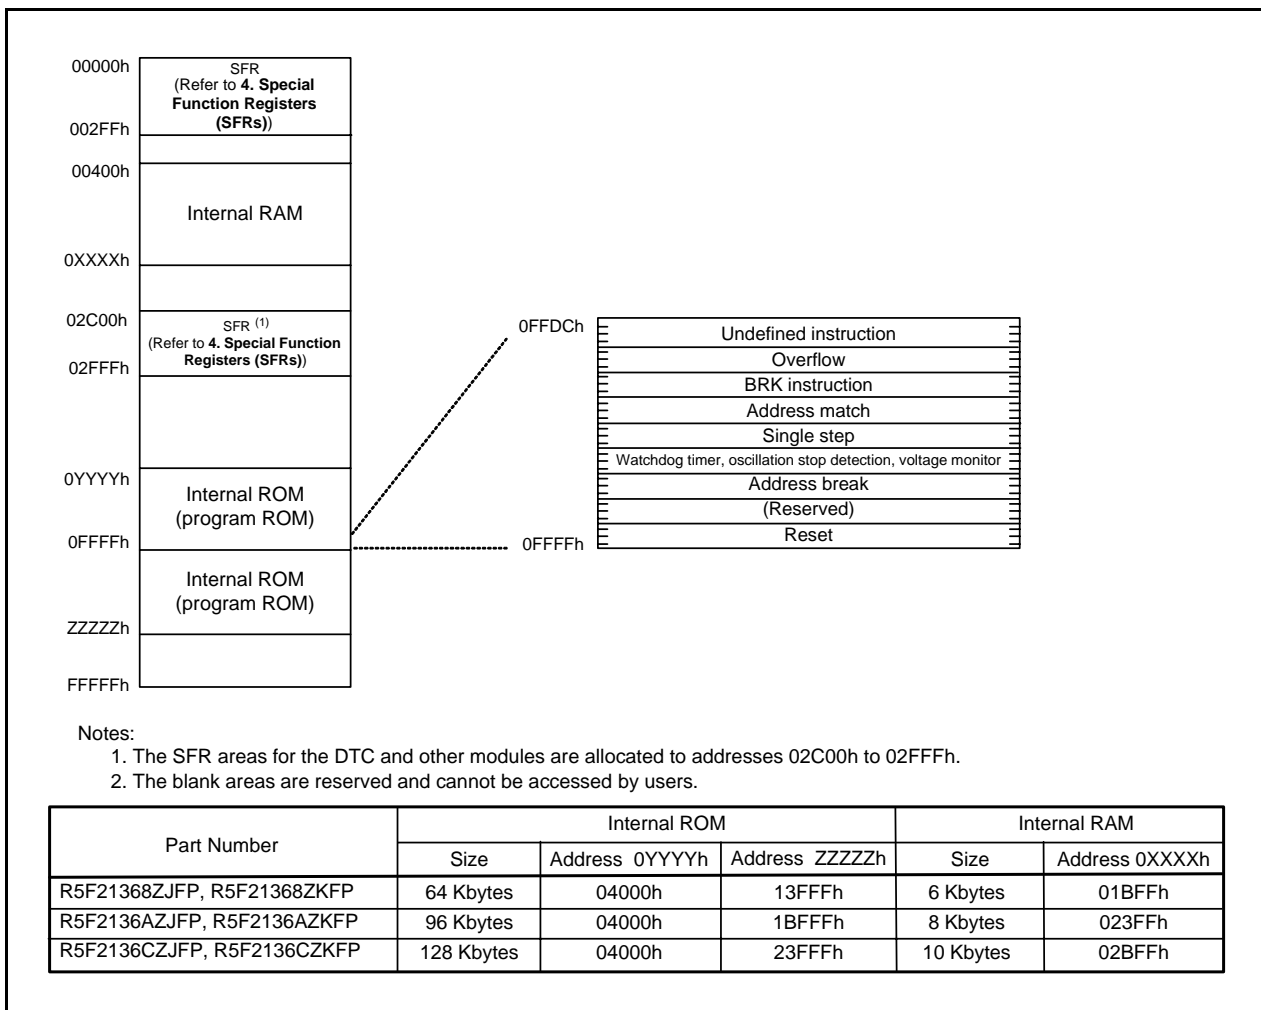 00000h
SFR
(Refer to 4. Special
Function Registers
(SFRs))
002FFh
00400h
Internal RAM
0XXXXh
02C00h
SFR (1)
(Refer to 4. Special Function
Registers (SFRs))
02FFFh
0YYYYh
Internal ROM
(program ROM)
0FFFFh
Internal ROM
(program ROM)
ZZZZZh
FFFFFh
0FFDCh
Undefined instruction
Overflow
BRK instruction
Address match
Single step
Watchdog timer, oscillation stop detection, voltage monitor
Address break
(Reserved)
Reset
0FFFFh
Notes:
1. The SFR areas for the DTC and other modules are allocated to addresses 02C00h to 02FFFh.
2. The blank areas are reserved and cannot be accessed by users.
Part Number Internal ROM Internal RAM
Size Address 0YYYYh Address ZZZZZh Size Address 0XXXXh
R5F21368ZJFP, R5F21368ZKFP 64 Kbytes 04000h 13FFFh 6 Kbytes 01BFFh
R5F2136AZJFP, R5F2136AZKFP 96 Kbytes 04000h 1BFFFh 8 Kbytes 023FFh
R5F2136CZJFP, R5F2136CZKFP 128 Kbytes 04000h 23FFFh 10 Kbytes 02BFFh